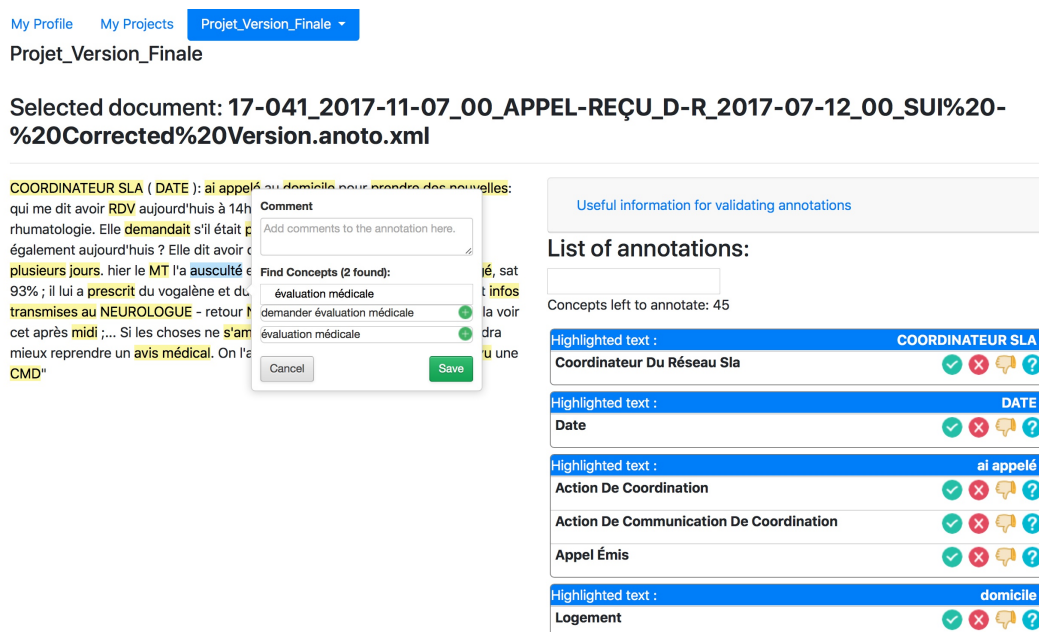 My Profile My Projects Projet_Version_Finale
Projet_Version_Finale
Selected document: 17-041_2017-11-07_00_APPEL-REÇU_D-R_2017-07-12_00_SUI%20-
%20Corrected%20Version.anoto.xml
COORDINATEUR SLA ( DATE ): ai appelé au domicile pour prendre des nouvelles:
qui me dit avoir RDV aujourd'huis à 14h
rhumatologie. Elle demandait s'il était
également aujourd'huis ? Elle dit avoir
plusieurs jours. hier le MT l'a ausculté é, sat
93% ; il lui a prescrit du vogalène et du t infos
transmises au NEUROLOGUE - retour la voir
cet après midi ;... Si les choses ne s'am dra
mieux reprendre un avis médical. On l'a u une
CMD"
Comment
Add comments to the annotation here.
Find Concepts (2 found):
évaluation médicale
demander évaluation médicale
évaluation médicale
Cancel Save
Useful information for validating annotations
List of annotations:
Concepts left to annotate: 45
Highlighted text : COORDINATEUR SLA
Coordinateur Du Réseau Sla
Highlighted text : DATE
Date
Highlighted text : ai appelé
Action De Coordination
Action De Communication De Coordination
Appel Émis
Highlighted text : domicile
Logement